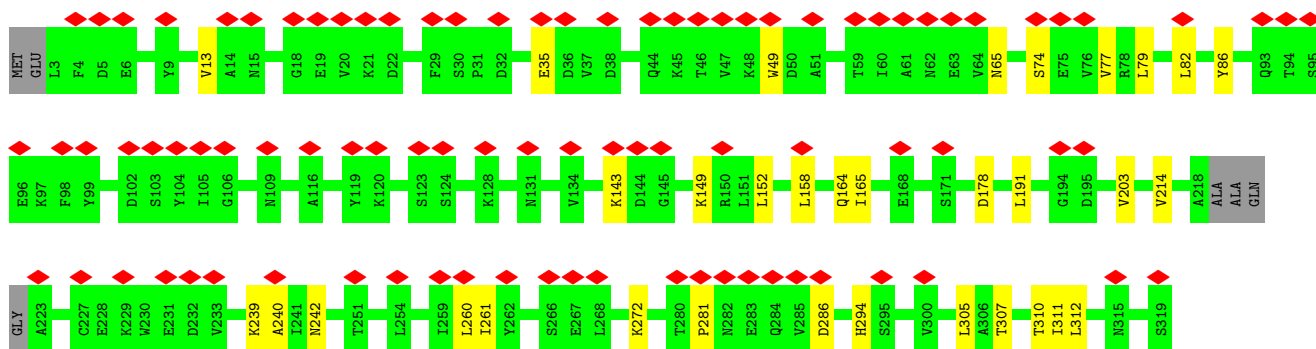 MET GLU L3 F4 D5 E6 Y9 V13 A14 N15 G18 E19 V20 K21 D22 F29 S30 P31 D32 E35 D36 V37 D38 Q44 K45 T46 V47 K48 W49 D50 A51 T59 I60 A61 N62 E63 V64 N65 S74 E75 V76 V77 R78 L79 L82 Y86 Q93 T94 S95
E96 K97 F98 Y99 D102 S103 Y104 I105 G106 N109 A116 Y119 K120 S123 S124 K128 N131 V134 K143 D144 G145 K149 R150 L151 L152 L158 Q164 I165 E168 S171 D178 L191 G194 D195 V203 V214 A218 ALA ALA GLN
GLY A223 C227 E228 K229 W230 E231 D232 V233 K239 A240 I241 N242 T251 L254 I259 L260 I261 Y262 S266 E267 L268 K272 T280 P281 N282 E283 Q284 V285 D286 H294 S295 V300 L305 A306 T307 T310 I311 L312 N315 S319